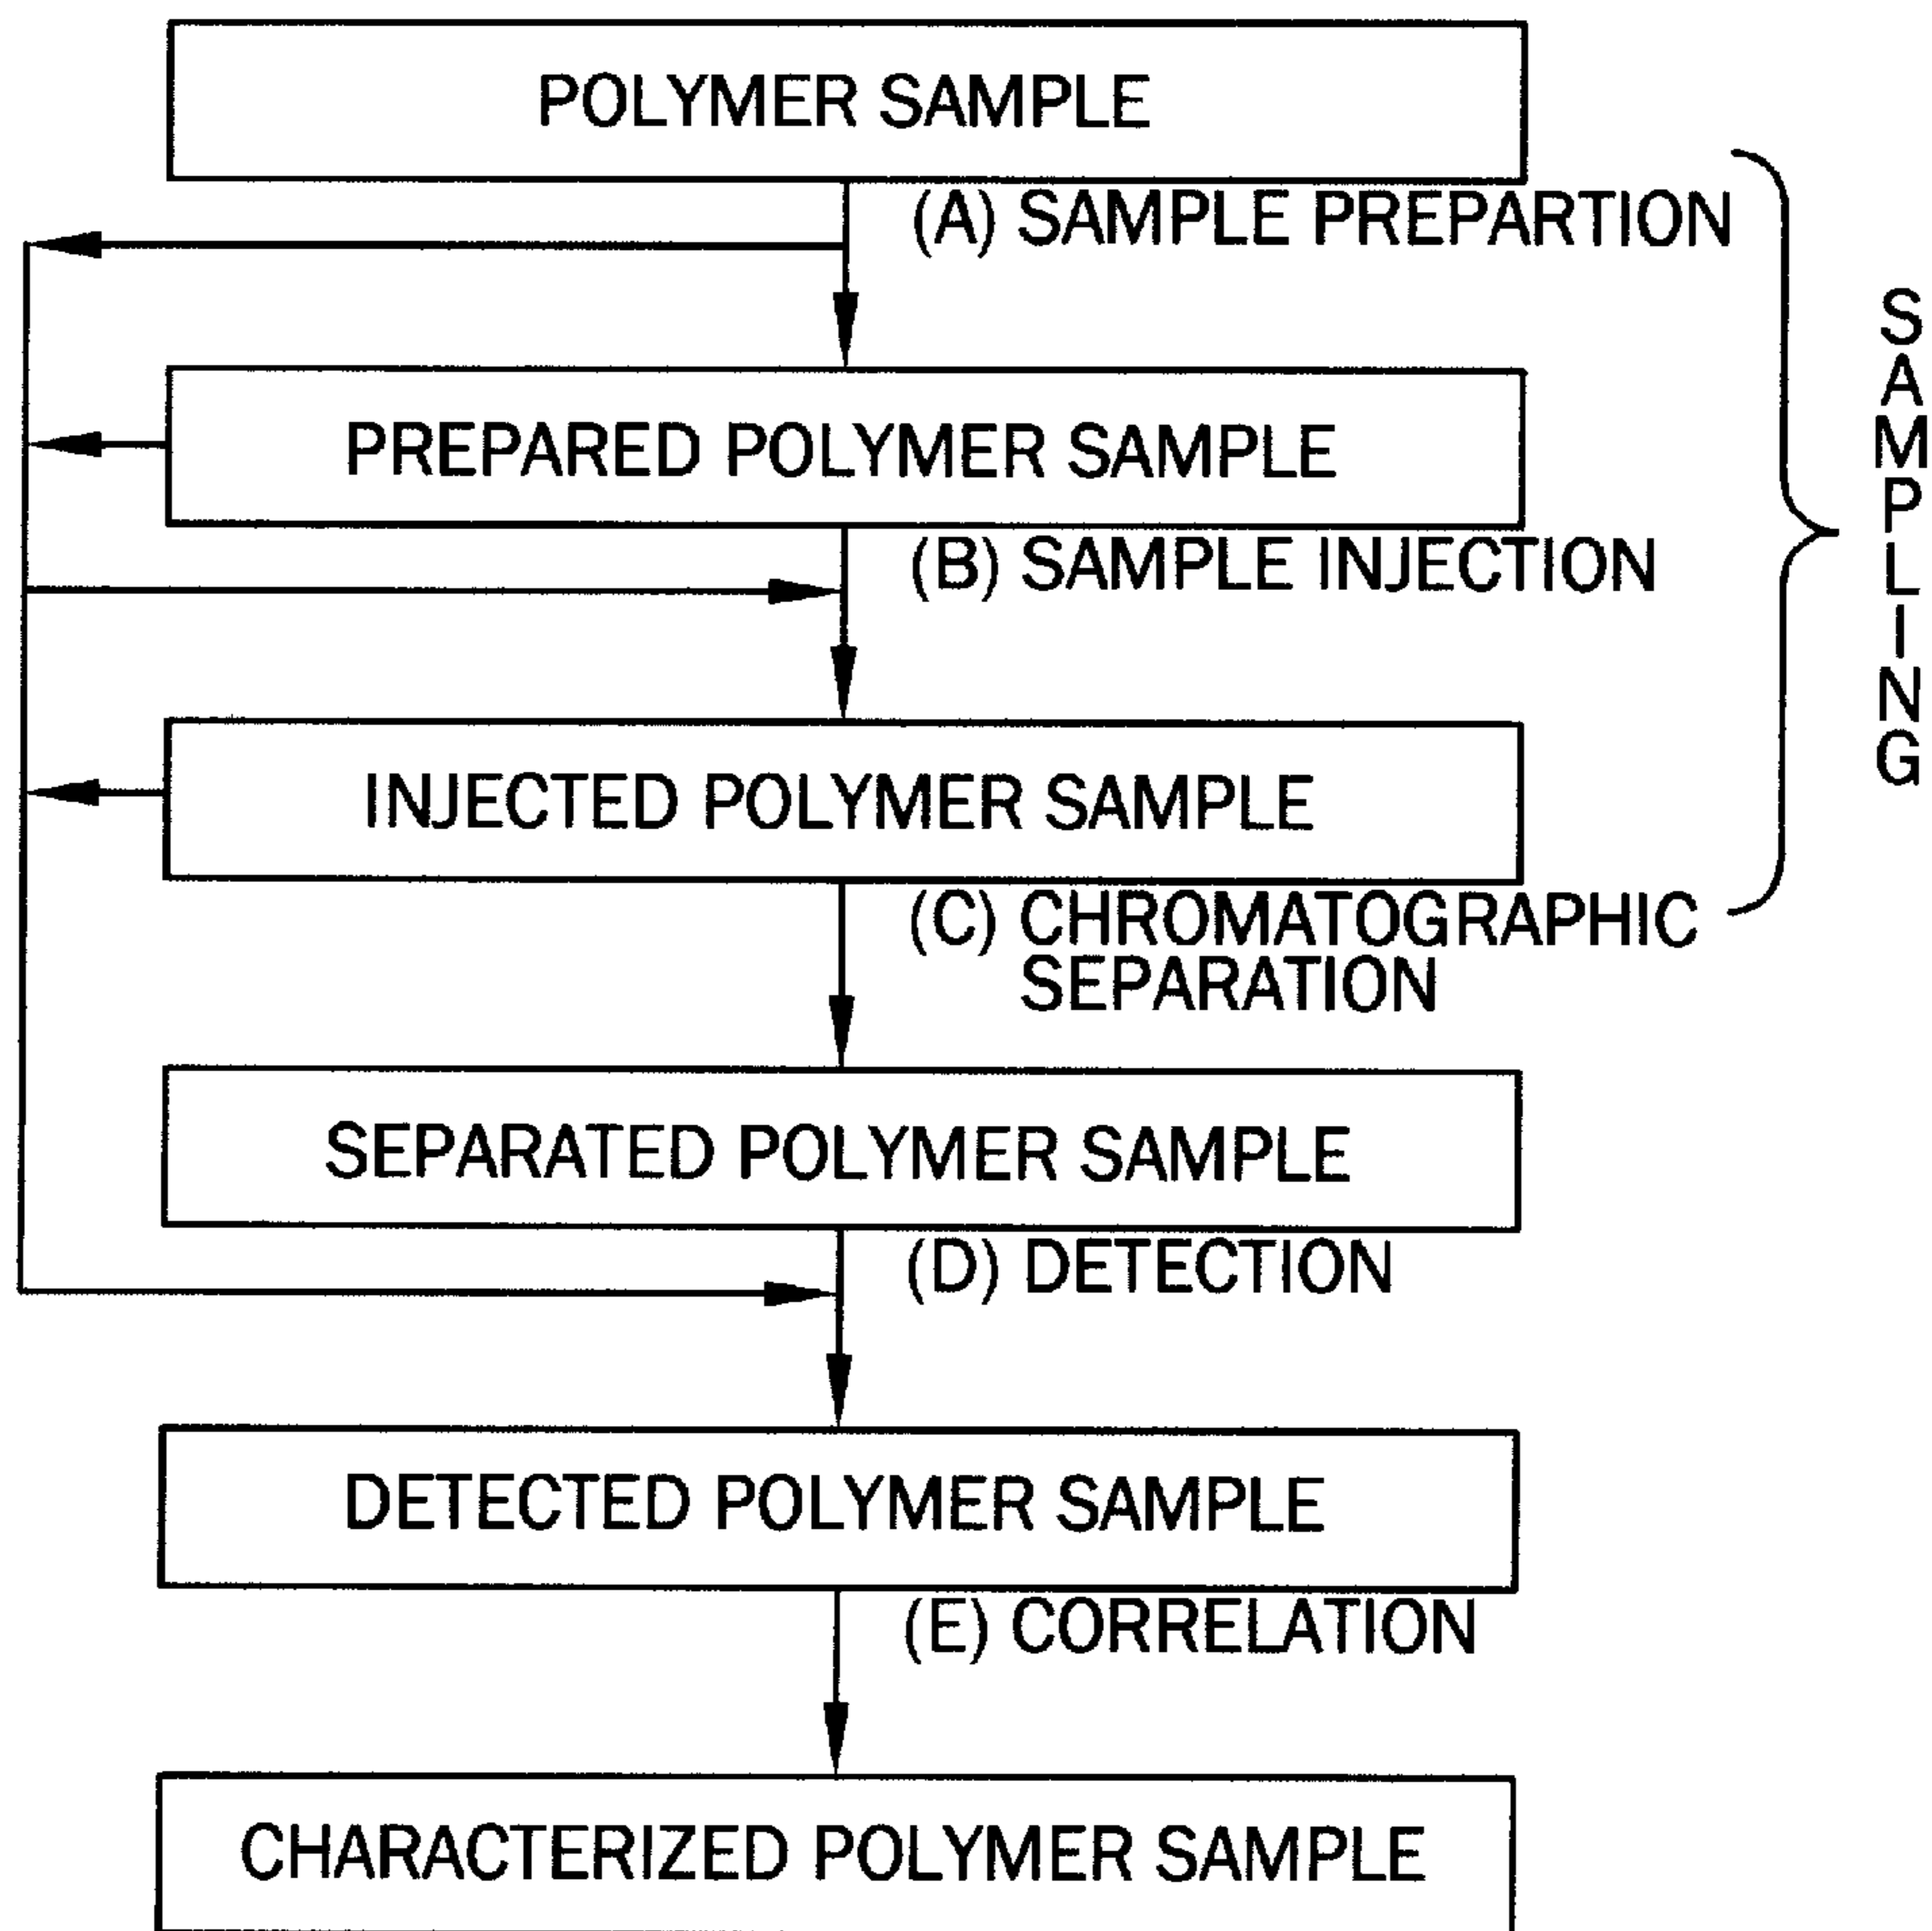 POLYMER SAMPLE
(A) SAMPLE PREPARTION
PREPARED POLYMER SAMPLE
(B) SAMPLE INJECTION
INJECTED POLYMER SAMPLE
(C) CHROMATOGRAPHIC
SEPARATION
SEPARATED POLYMER SAMPLE
(D) DETECTION
DETECTED POLYMER SAMPLE
(E) CORRELATION
CHARACTERIZED POLYMER SAMPLE
SAMPLING